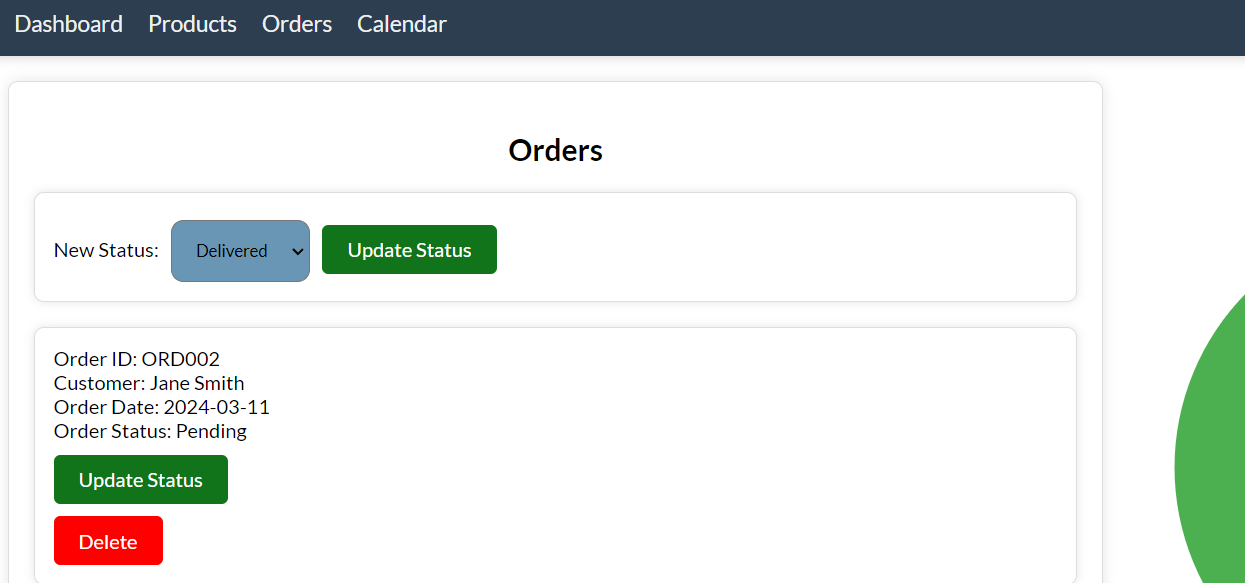 Dashboard Products Orders Calendar
Orders
New Status: Delivered Update Status
Order ID: ORD002
Customer: Jane Smith
Order Date: 2024-03-11
Order Status: Pending
Update Status
Delete